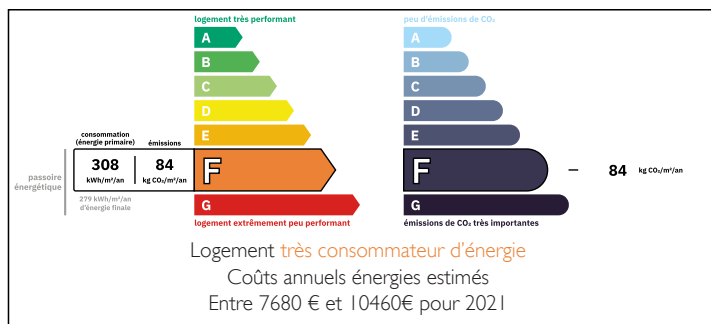 logement très performant
A
B
C
D
E
consommation
(énergie primaire)
émissions
308
kWh/m²/an
84
kg CO₂/m²/an
F
passoire
énergétique
279 kWh/m²/an
d'énergie finale
G
logement extrêmement peu performant
peu d'émissions de CO₂
A
B
C
D
E
F
84 kg CO₂/m²/an
G
émissions de CO₂ très importantes
Logement très consommateur d'énergie
Coûts annuels énergies estimés
Entre 7680 € et 10460€ pour 2021